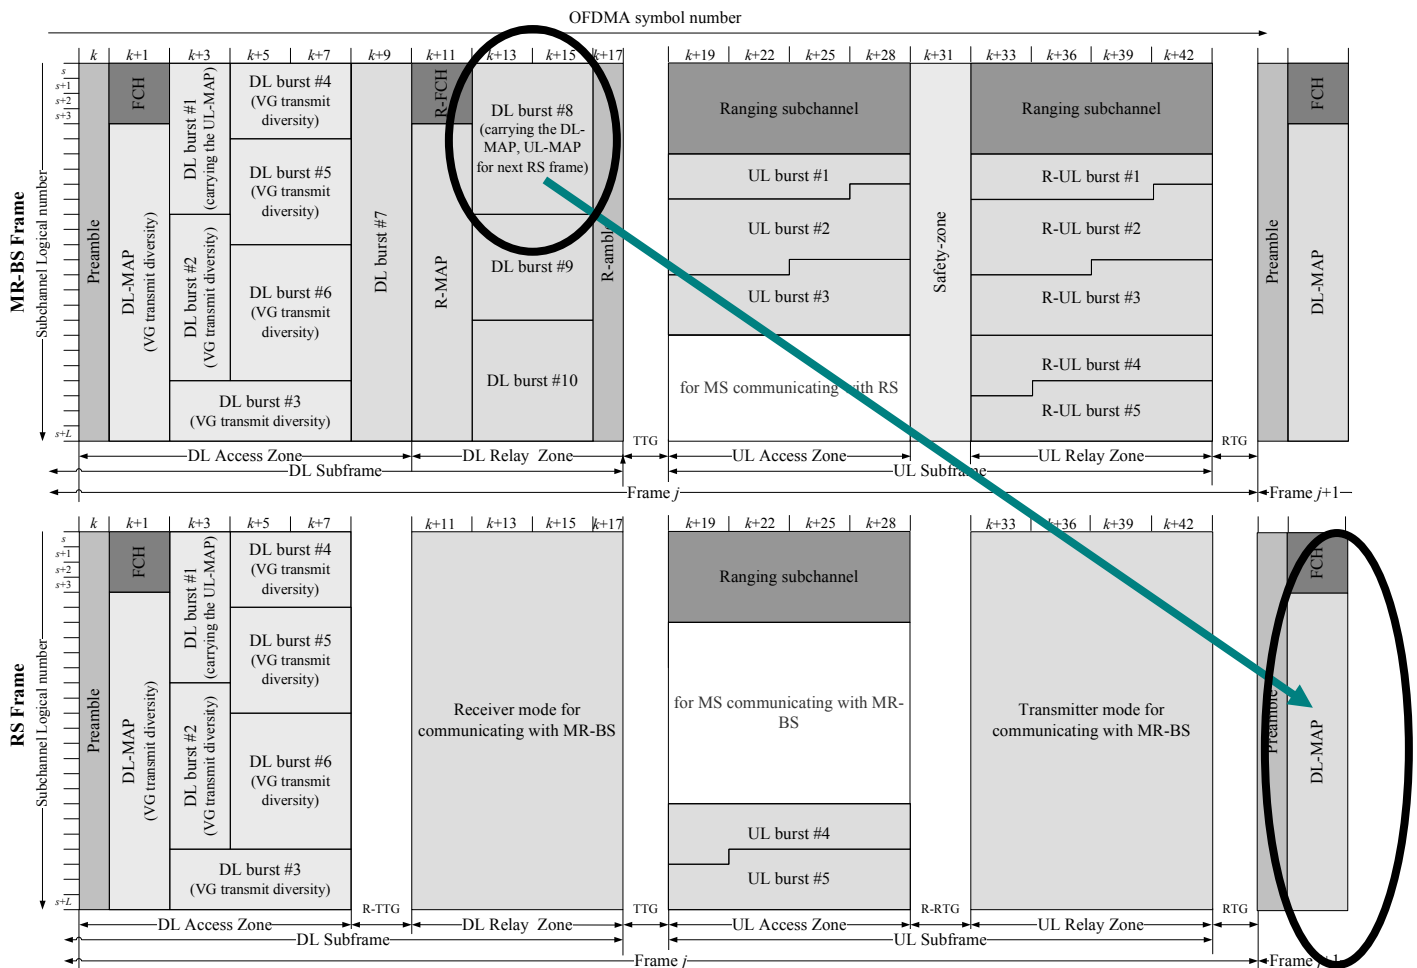 OFDMA symbol number
k k+1 k+3 k+5 k+7 k+9 k+11 k+13 k+15 k+17 k+19 k+22 k+25 k+28 k+31 k+33 k+36 k+39 k+42
MR-BS Frame
Subchannel Logical number
s
s+1
s+2
s+3
s+L
Preamble
FCH
DL-MAP
(VG transmit diversity)
DL burst #1
(carrying the UL-MAP)
DL burst #2
(VG transmit diversity)
DL burst #3
(VG transmit diversity)
DL burst #4
(VG transmit
diversity)
DL burst #5
(VG transmit
diversity)
DL burst #6
(VG transmit
diversity)
DL burst #7
R-FCH
R-MAP
DL burst #8
(carrying the DL-
MAP, UL-MAP
for next RS frame)
DL burst #9
DL burst #10
R-amble
Ranging subchannel
UL burst #1
UL burst #2
UL burst #3
for MS communicating with RS
Safety-zone
Ranging subchannel
R-UL burst #1
R-UL burst #2
R-UL burst #3
R-UL burst #4
R-UL burst #5
Preamble
FCH
DL-MAP
TTG
RTG
DL Access Zone DL Relay Zone UL Access Zone UL Relay Zone
DL Subframe UL Subframe
Frame j Frame j+1
k k+1 k+3 k+5 k+7 k+11 k+13 k+15 k+17 k+19 k+22 k+25 k+28 k+33 k+36 k+39 k+42
RS Frame
Subchannel Logical number
s
s+1
s+2
s+3
s+L
Preamble
FCH
DL-MAP
(VG transmit diversity)
DL burst #1
(carrying the UL-MAP)
DL burst #2
(VG transmit diversity)
DL burst #3
(VG transmit diversity)
DL burst #4
(VG transmit
diversity)
DL burst #5
(VG transmit
diversity)
DL burst #6
(VG transmit
diversity)
Receiver mode for
communicating with MR-BS
Ranging subchannel
for MS communicating with MR-
BS
UL burst #4
UL burst #5
Transmitter mode for
communicating with MR-BS
Preamble
FCH
DL-MAP
R-TTG
TTG
R-RTG
RTG
DL Access Zone DL Relay Zone UL Access Zone UL Relay Zone
DL Subframe UL Subframe
Frame j Frame j+1